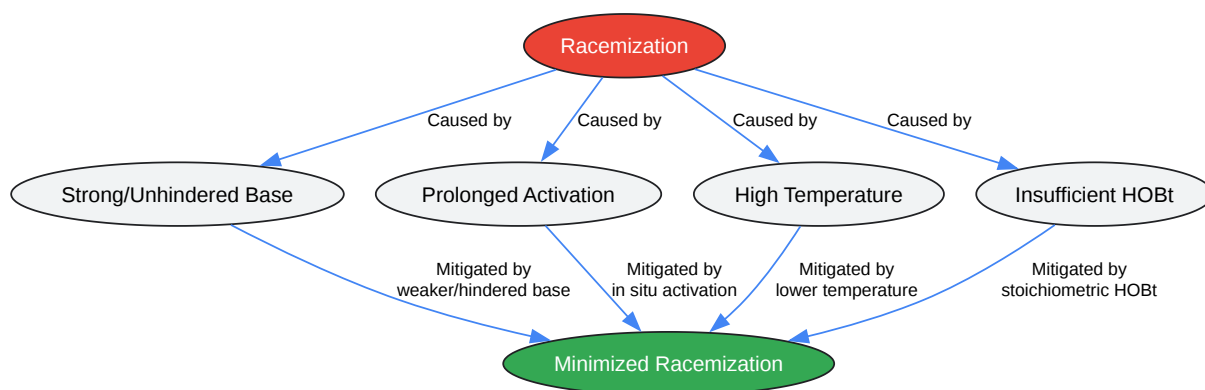 Racemization
Caused by
Caused by
Caused by
Caused by
Strong/Unhindered Base
Prolonged Activation
High Temperature
Insufficient HOBt
Mitigated by
weaker/hindered base
Mitigated by
in situ activation
Mitigated by
lower temperature
Mitigated by
stoichiometric HOBt
Minimized Racemization